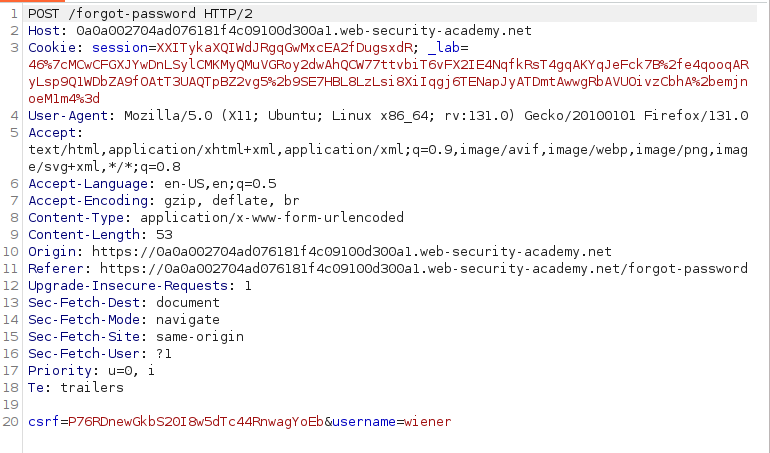 1 POST /forgot-password HTTP/2
2 Host: 0a0a002704ad076181f4c09100d300a1.web-security-academy.net
3 Cookie: session=XXITykaXQIWdJRgqGwMxcEA2fDugsxdR; _lab=
46%7cMCwCFGXJYwDnLSylCMKMyQMuVGRoy2dwAhQCW77ttvbiT6vFX2IE4NqfkRsT4gqAKYqJeFck7B%2fe4qooqAR
yLsp9Q1WDbZA9fOAtT3UAQTpBZ2vg5%2b9SE7HBL8LzLsi8XiIqgj6TENapJyATDmtAwwgRbAVUOivzCbhA%2bemjn
oeM1m4%3d
4 User-Agent: Mozilla/5.0 (X11; Ubuntu; Linux x86_64; rv:131.0) Gecko/20100101 Firefox/131.0
5 Accept:
text/html,application/xhtml+xml,application/xml;q=0.9,image/avif,image/webp,image/png,imag
e/svg+xml,*/*;q=0.8
6 Accept-Language: en-US,en;q=0.5
7 Accept-Encoding: gzip, deflate, br
8 Content-Type: application/x-www-form-urlencoded
9 Content-Length: 53
10 Origin: https://0a0a002704ad076181f4c09100d300a1.web-security-academy.net
11 Referer: https://0a0a002704ad076181f4c09100d300a1.web-security-academy.net/forgot-password
12 Upgrade-Insecure-Requests: 1
13 Sec-Fetch-Dest: document
14 Sec-Fetch-Mode: navigate
15 Sec-Fetch-Site: same-origin
16 Sec-Fetch-User: ?1
17 Priority: u=0, i
18 Te: trailers
19
20 csrf=P76RDnewGkbS20I8w5dTc44RnwagYoEb&username=wiener